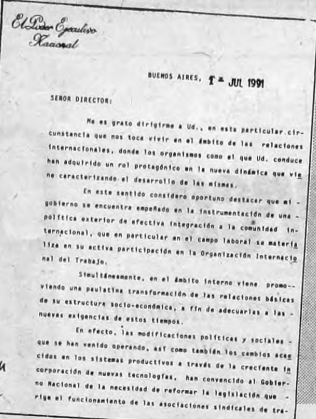 El Poder Ejecutivo
Nacional
BUENOS AIRES, 1º JUL 1991
SEÑOR DIRECTOR:
Me es grato dirigirme a Ud., en esta particular cir-
cunstancia que nos toca vivir en el ámbito de las relaciones
internacionales, donde los organismos como el que Ud. conduce
han adquirido un rol protagónico en la nueva dinámica que vie
ne caracterizando el desarrollo de las mismas.
En este sentido considero oportuno destacar que mi -
gobierno se encuentra empeñado en la instrumentación de una -
política exterior de efectiva integración a la comunidad in-
ternacional, que en particular en el campo laboral se materia
liza en su activa participación en la Organización Internacio
nal del Trabajo.
Simultáneamente, en el ámbito interno viene promo--
viendo una paulatina transformación de las relaciones básicas
de su estructura socio-económica, a fin de adecuarlas a las -
nuevas exigencias de estos tiempos.
En efecto, las modificaciones políticas y sociales -
que se han venido operando, así como también los cambios acae
cidos en los sistemas productivos a través de la creciente in
corporación de nuevas tecnologías, han convencido al Gobier-
no Nacional de la necesidad de reformar la legislación que -
rige el funcionamiento de las asociaciones sindicales de tra-